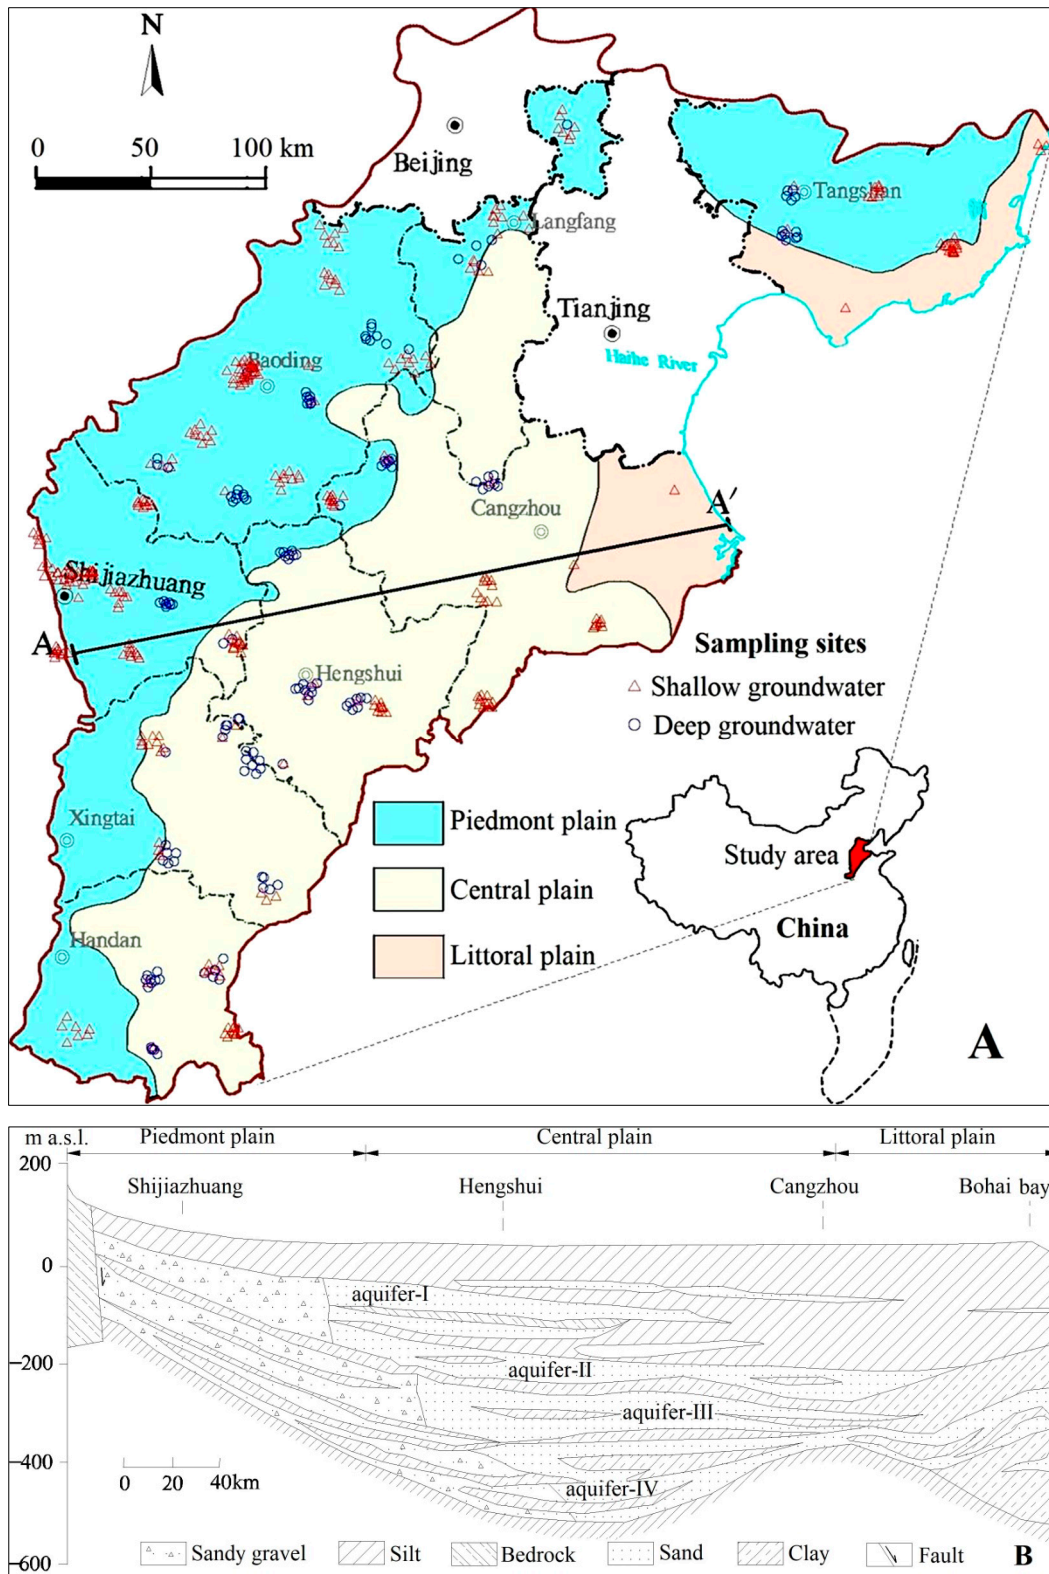 N
0 50 100 km
Beijing
Tangshan
Langfang
Tianjing
Haihe River
Baoding
A′
Cangzhou
Shijiazhuang
A
Sampling sites
Shallow groundwater
Deep groundwater
Hengshui
Xingtai
Piedmont plain
Study area
Central plain
China
Handan
Littoral plain
A
m a.s.l. Piedmont plain Central plain Littoral plain
200
Shijiazhuang Hengshui Cangzhou Bohai bay
0
aquifer-I
aquifer-II
−200
aquifer-III
−400
aquifer-IV
0 20 40km
Sandy gravel Silt Bedrock Sand Clay Fault B
−600